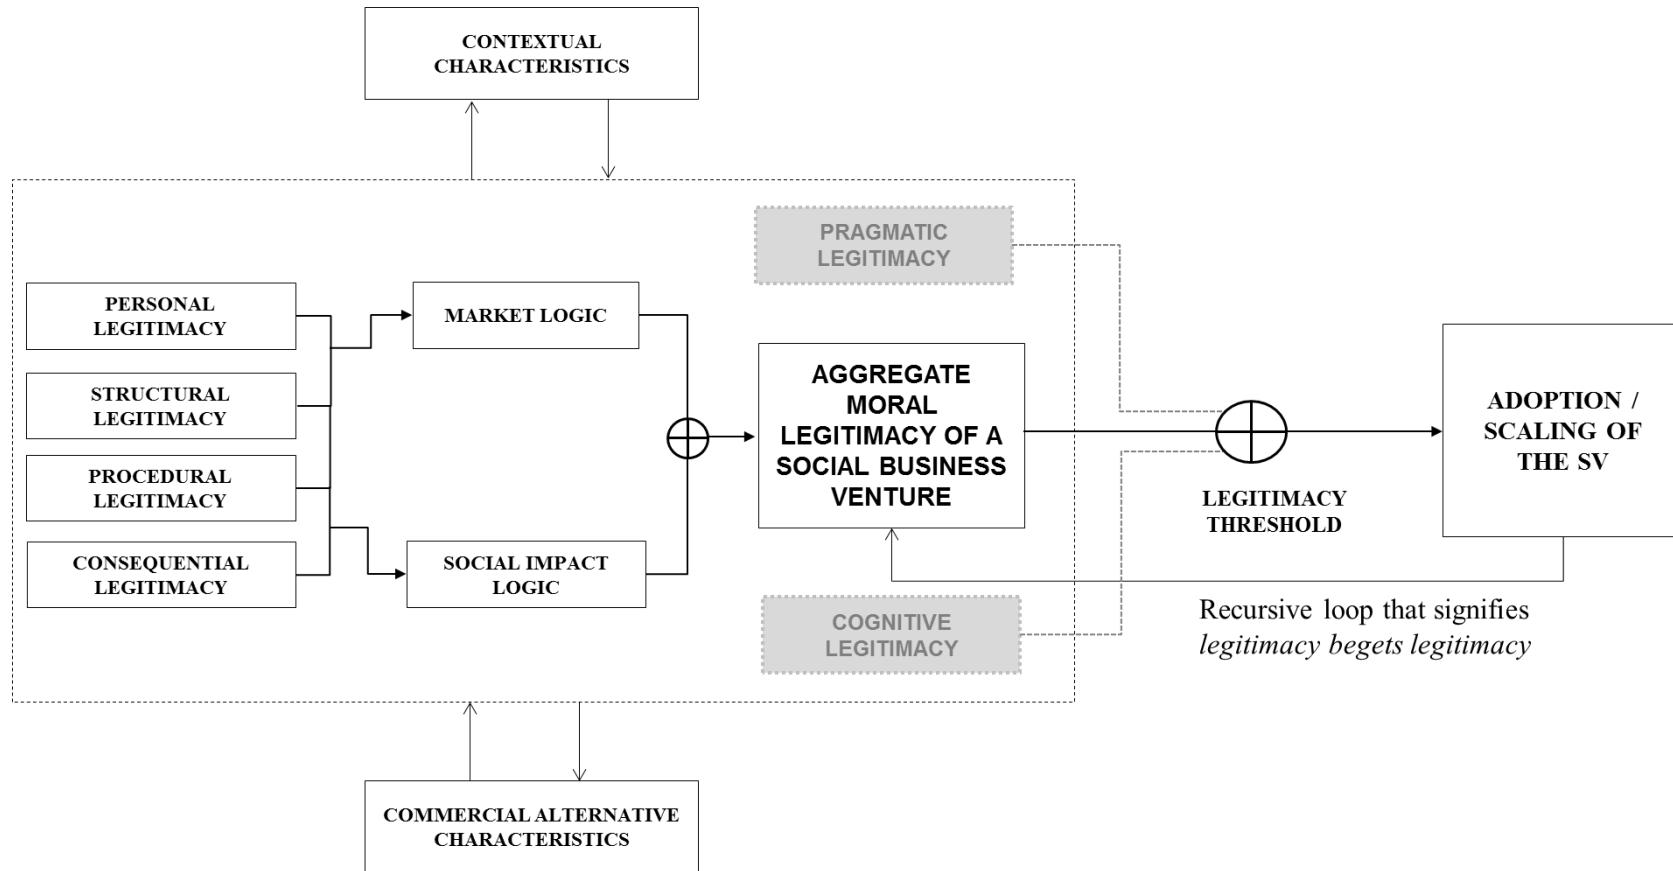 CONTEXTUAL
CHARACTERISTICS
PRAGMATIC
LEGITIMACY
PERSONAL
LEGITIMACY
MARKET LOGIC
STRUCTURAL
LEGITIMACY
PROCEDURAL
LEGITIMACY
CONSEQUENTIAL
LEGITIMACY
SOCIAL IMPACT
LOGIC
AGGREGATE
MORAL
LEGITIMACY OF A
SOCIAL BUSINESS
VENTURE
COGNITIVE
LEGITIMACY
LEGITIMACY
THRESHOLD
ADOPTION /
SCALING OF
THE SV
Recursive loop that signifies
legitimacy begets legitimacy
COMMERCIAL ALTERNATIVE
CHARACTERISTICS